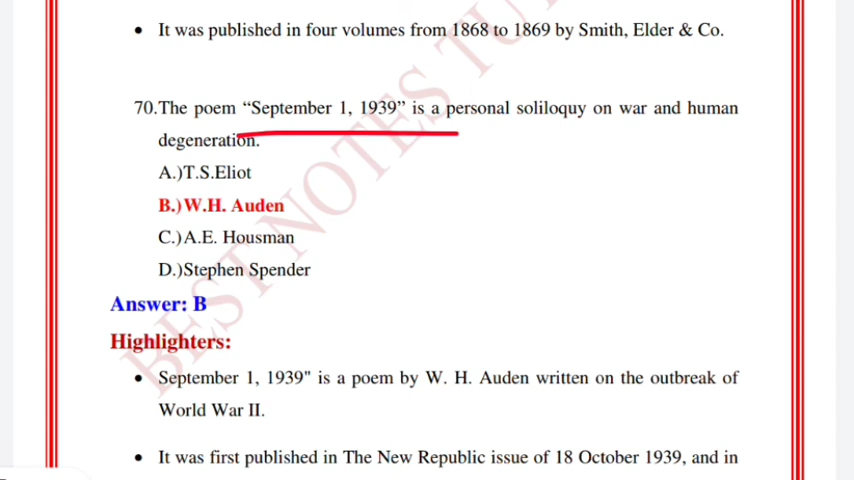 • It was published in four volumes from 1868 to 1869 by Smith, Elder & Co.
70.The poem “September 1, 1939” is a personal soliloquy on war and human
degeneration.
A.)T.S.Eliot
B.)W.H. Auden
C.)A.E. Housman
D.)Stephen Spender
Answer: B
Highlighters:
• September 1, 1939" is a poem by W. H. Auden written on the outbreak of
World War II.
• It was first published in The New Republic issue of 18 October 1939, and in
BEST NOTES TU